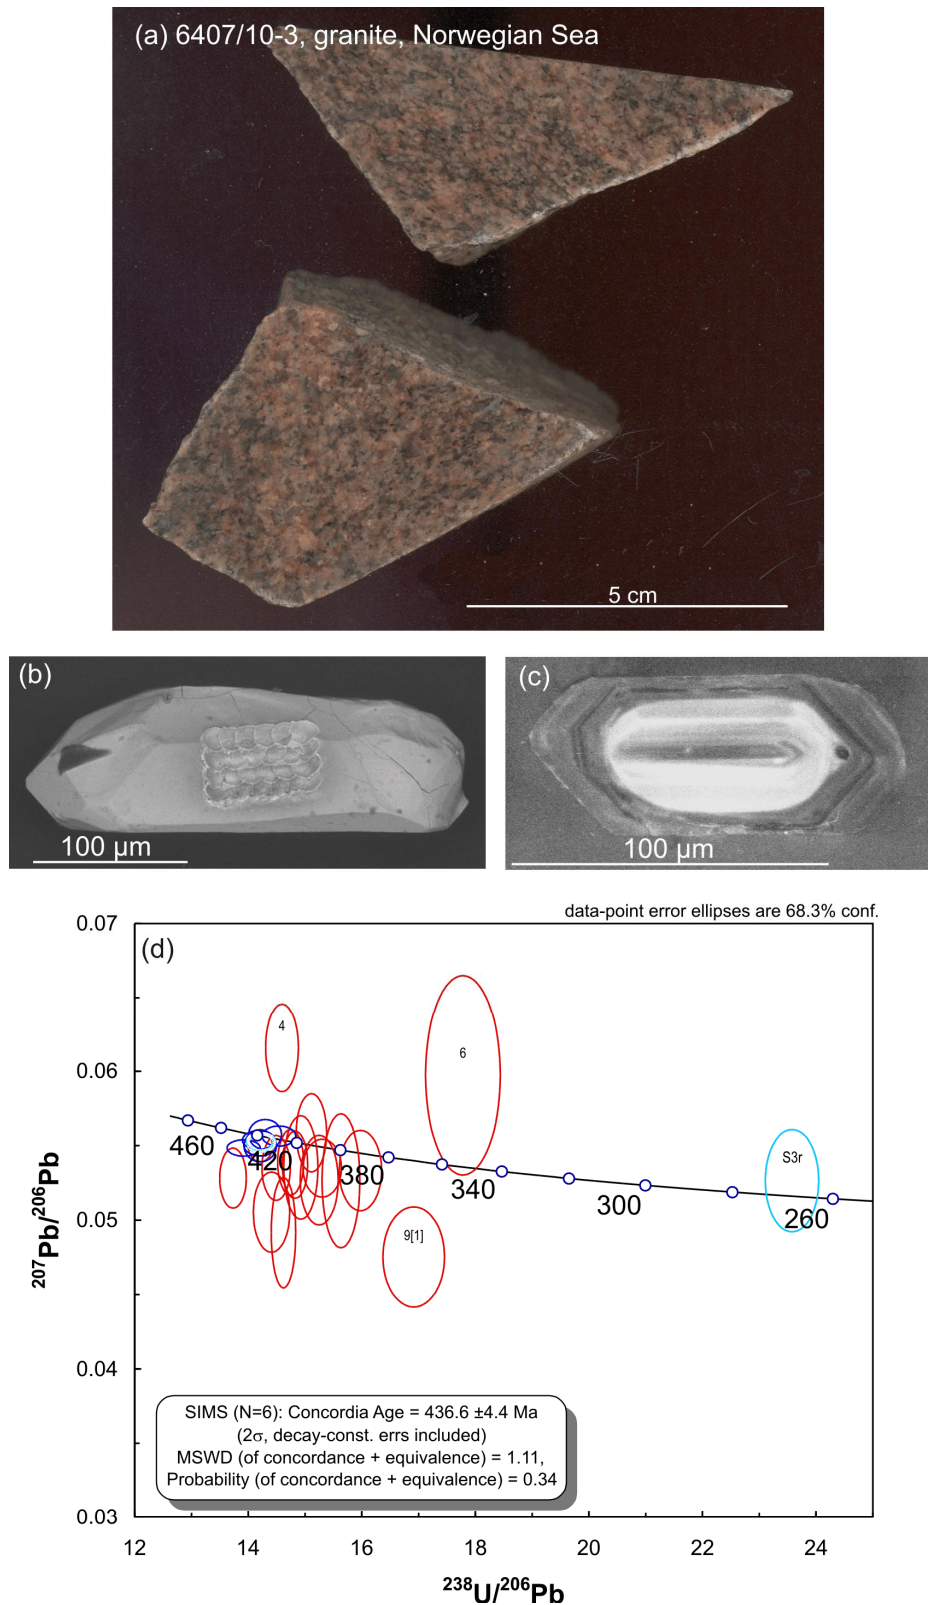 (a) 6407/10-3, granite, Norwegian Sea
5 cm
(b)
100 µm
(c)
100 µm
data-point error ellipses are 68.3% conf.
(d)
0.07
0.06
0.05
0.04
0.03
207Pb/206Pb
4
6
9[1]
S3r
460
420
380
340
300
260
SIMS (N=6): Concordia Age = 436.6 ±4.4 Ma
(2σ, decay-const. errs included)
MSWD (of concordance + equivalence) = 1.11,
Probability (of concordance + equivalence) = 0.34
12
14
16
18
20
22
24
238U/206Pb